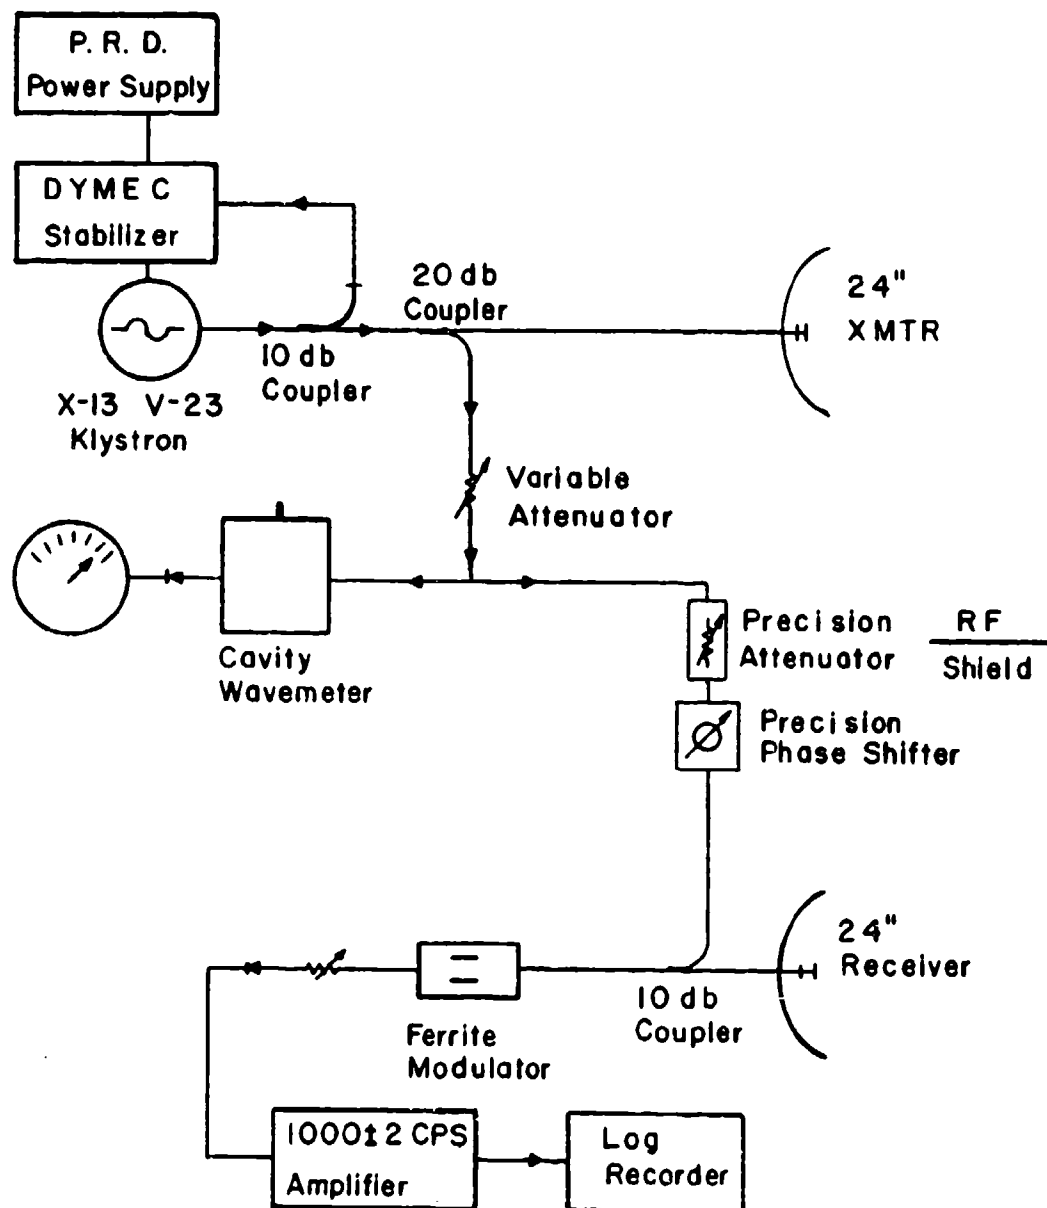 P. R. D.
Power Supply
DYMEC
Stabilizer
20 db
Coupler
24"
XMTR
10 db
Coupler
X-13 V-23
Klystron
Variable
Attenuator
Cavity
Wavemeter
Precision
Attenuator
RF
Shield
Precision
Phase Shifter
24"
Receiver
10 db
Coupler
Ferrite
Modulator
1000±2 CPS
Amplifier
Log
Recorder